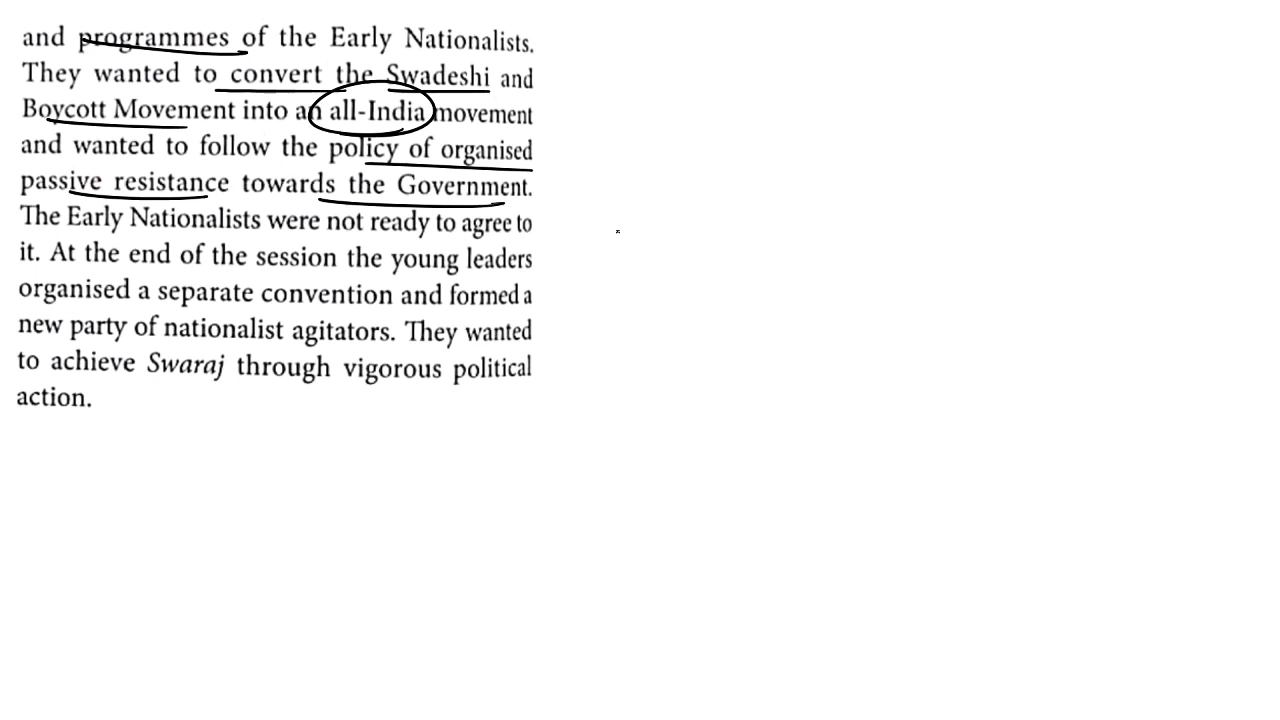 and programmes of the Early Nationalists.
They wanted to convert the Swadeshi and
Boycott Movement into an all-India movement
and wanted to follow the policy of organised
passive resistance towards the Government.
The Early Nationalists were not ready to agree to
it. At the end of the session the young leaders
organised a separate convention and formed a
new party of nationalist agitators. They wanted
to achieve Swaraj through vigorous political
action.